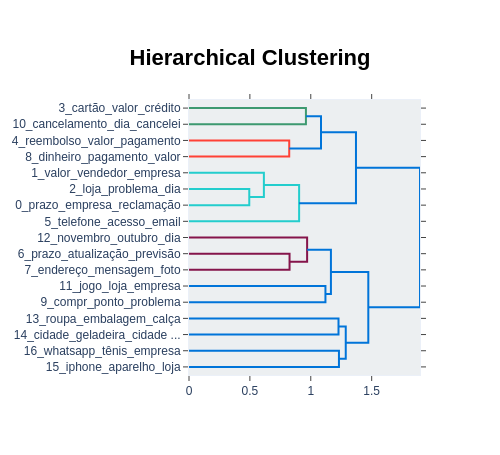 Hierarchical Clustering
3_cartão_valor_crédito
10_cancelamento_dia_cancelei
4_reembolso_valor_pagamento
8_dinheiro_pagamento_valor
1_valor_vendedor_empresa
2_loja_problema_dia
0_prazo_empresa_reclamação
5_telefone_acesso_email
12_novembro_outubro_dia
6_prazo_atualização_previsão
7_endereço_mensagem_foto
11_jogo_loja_empresa
9_compr_ponto_problema
13_roupa_embalagem_calça
14_cidade_geladeira_cidade ...
16_whatsapp_tênis_empresa
15_iphone_aparelho_loja
0 0.5 1 1.5